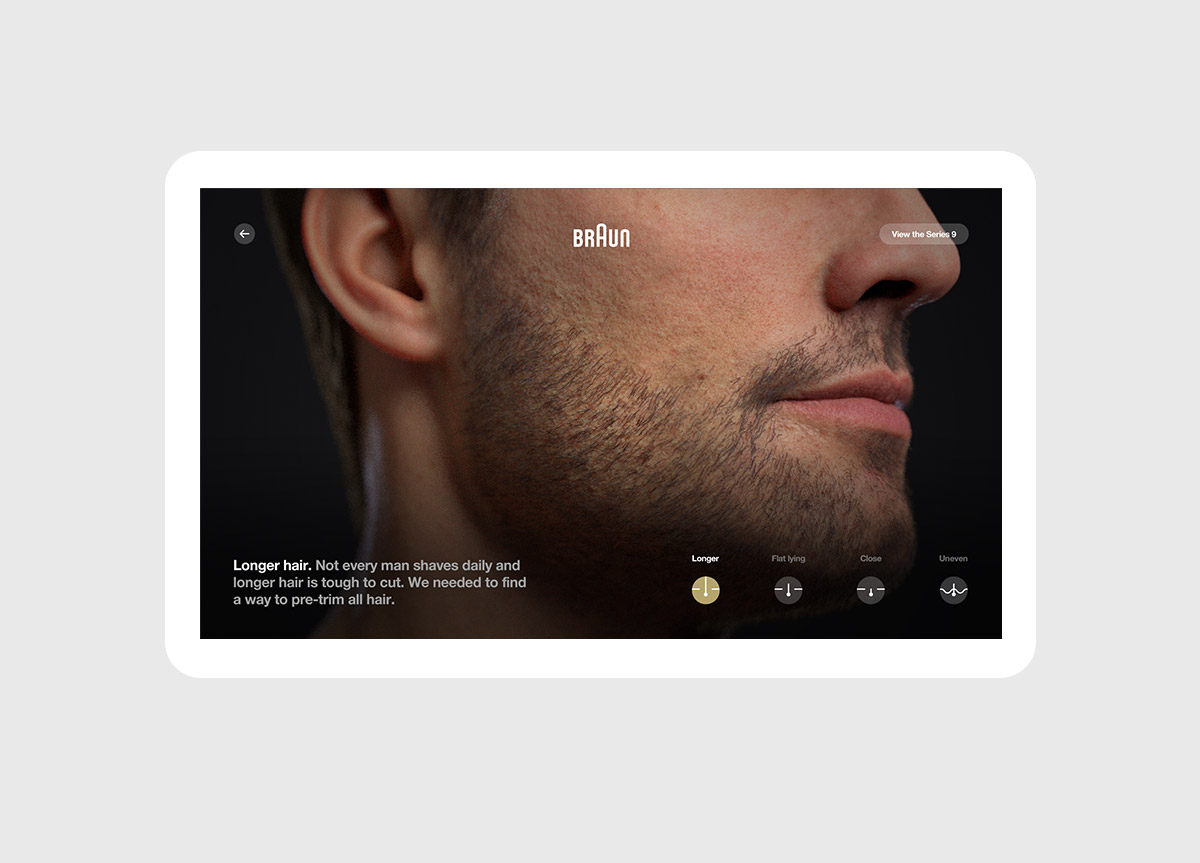 BRAUN
View the Series 9
Longer hair. Not every man shaves daily and
longer hair is tough to cut. We needed to find
a way to pre-trim all hair.
Longer
Flat lying
Close
Uneven